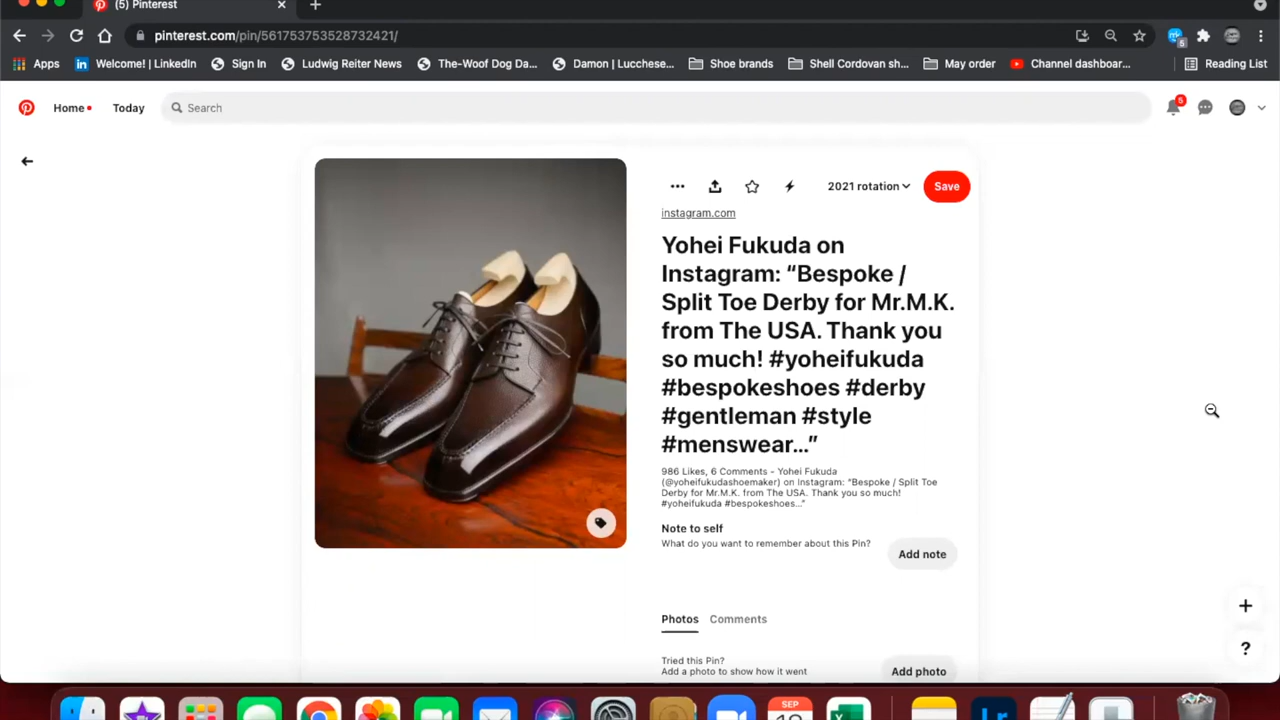 (5) Pinterest
pinterest.com/pin/561753753528732421/
5
Apps
Welcome! | LinkedIn
Sign In
Ludwig Reiter News
The-Woof Dog Da...
Damon | Lucchese...
Shoe brands
Shell Cordovan sh...
May order
Channel dashboar...
Reading List
Home
Today
Search
5
2021 rotation
Save
instagram.com
Yohei Fukuda on
Instagram: “Bespoke /
Split Toe Derby for Mr.M.K.
from The USA. Thank you
so much! #yoheifukuda
#bespokeshoes #derby
#gentleman #style
#menswear…”
986 Likes, 6 Comments - Yohei Fukuda
(@yoheifukudashoemaker) on Instagram: “Bespoke / Split Toe
Derby for Mr.M.K. from The USA. Thank you so much!
#yoheifukuda #bespokeshoes…”
Note to self
What do you want to remember about this Pin?
Add note
Photos
Comments
Tried this Pin?
Add a photo to show how it went
Add photo
?
SEP